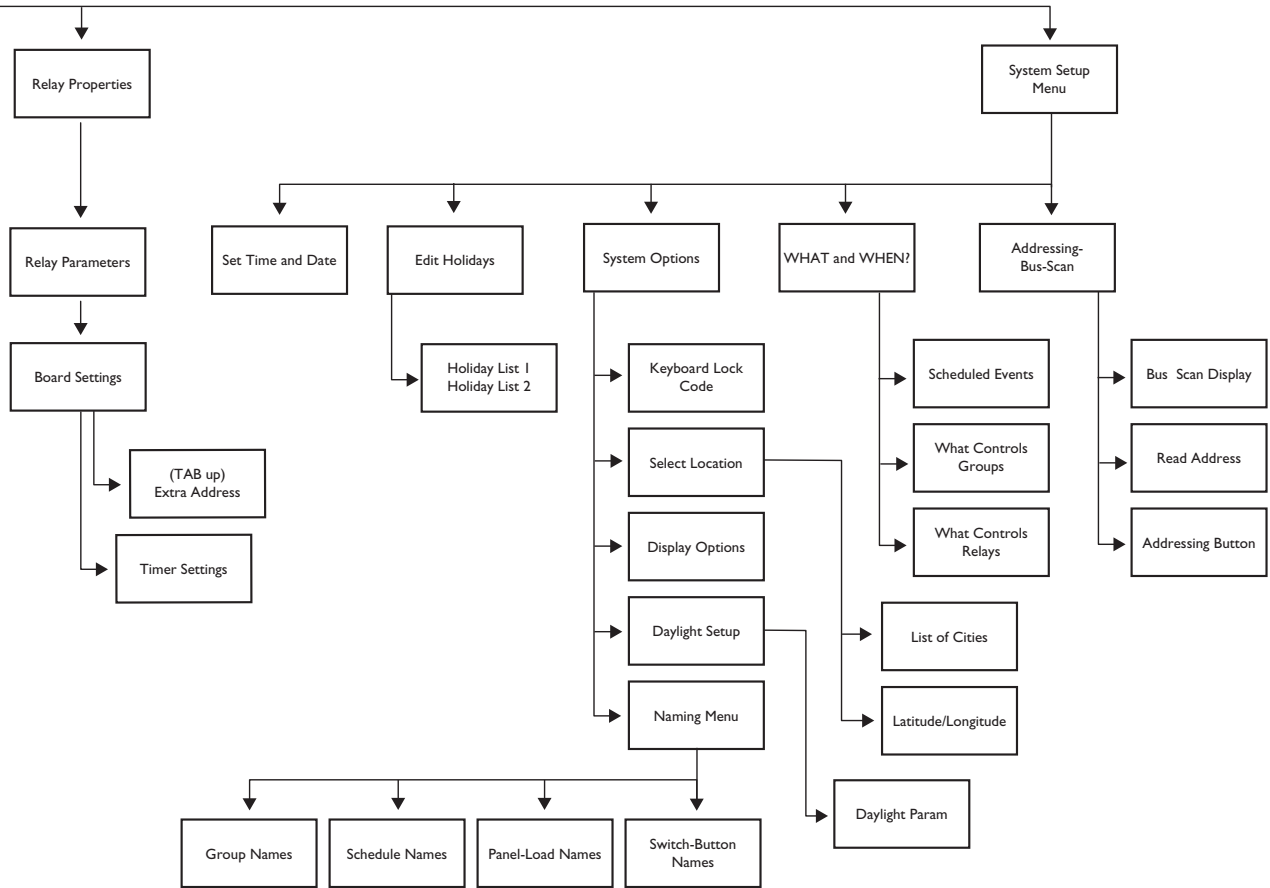 Relay Properties
System Setup
Menu
Relay Parameters
Set Time and Date
Edit Holidays
System Options
WHAT and WHEN?
Addressing-
Bus-Scan
Board Settings
Holiday List 1
Holiday List 2
Keyboard Lock
Code
Scheduled Events
Bus Scan Display
(TAB up)
Extra Address
Select Location
What Controls
Groups
Read Address
Timer Settings
Display Options
What Controls
Relays
Addressing Button
Daylight Setup
List of Cities
Naming Menu
Latitude/Longitude
Daylight Param
Group Names
Schedule Names
Panel-Load Names
Switch-Button
Names